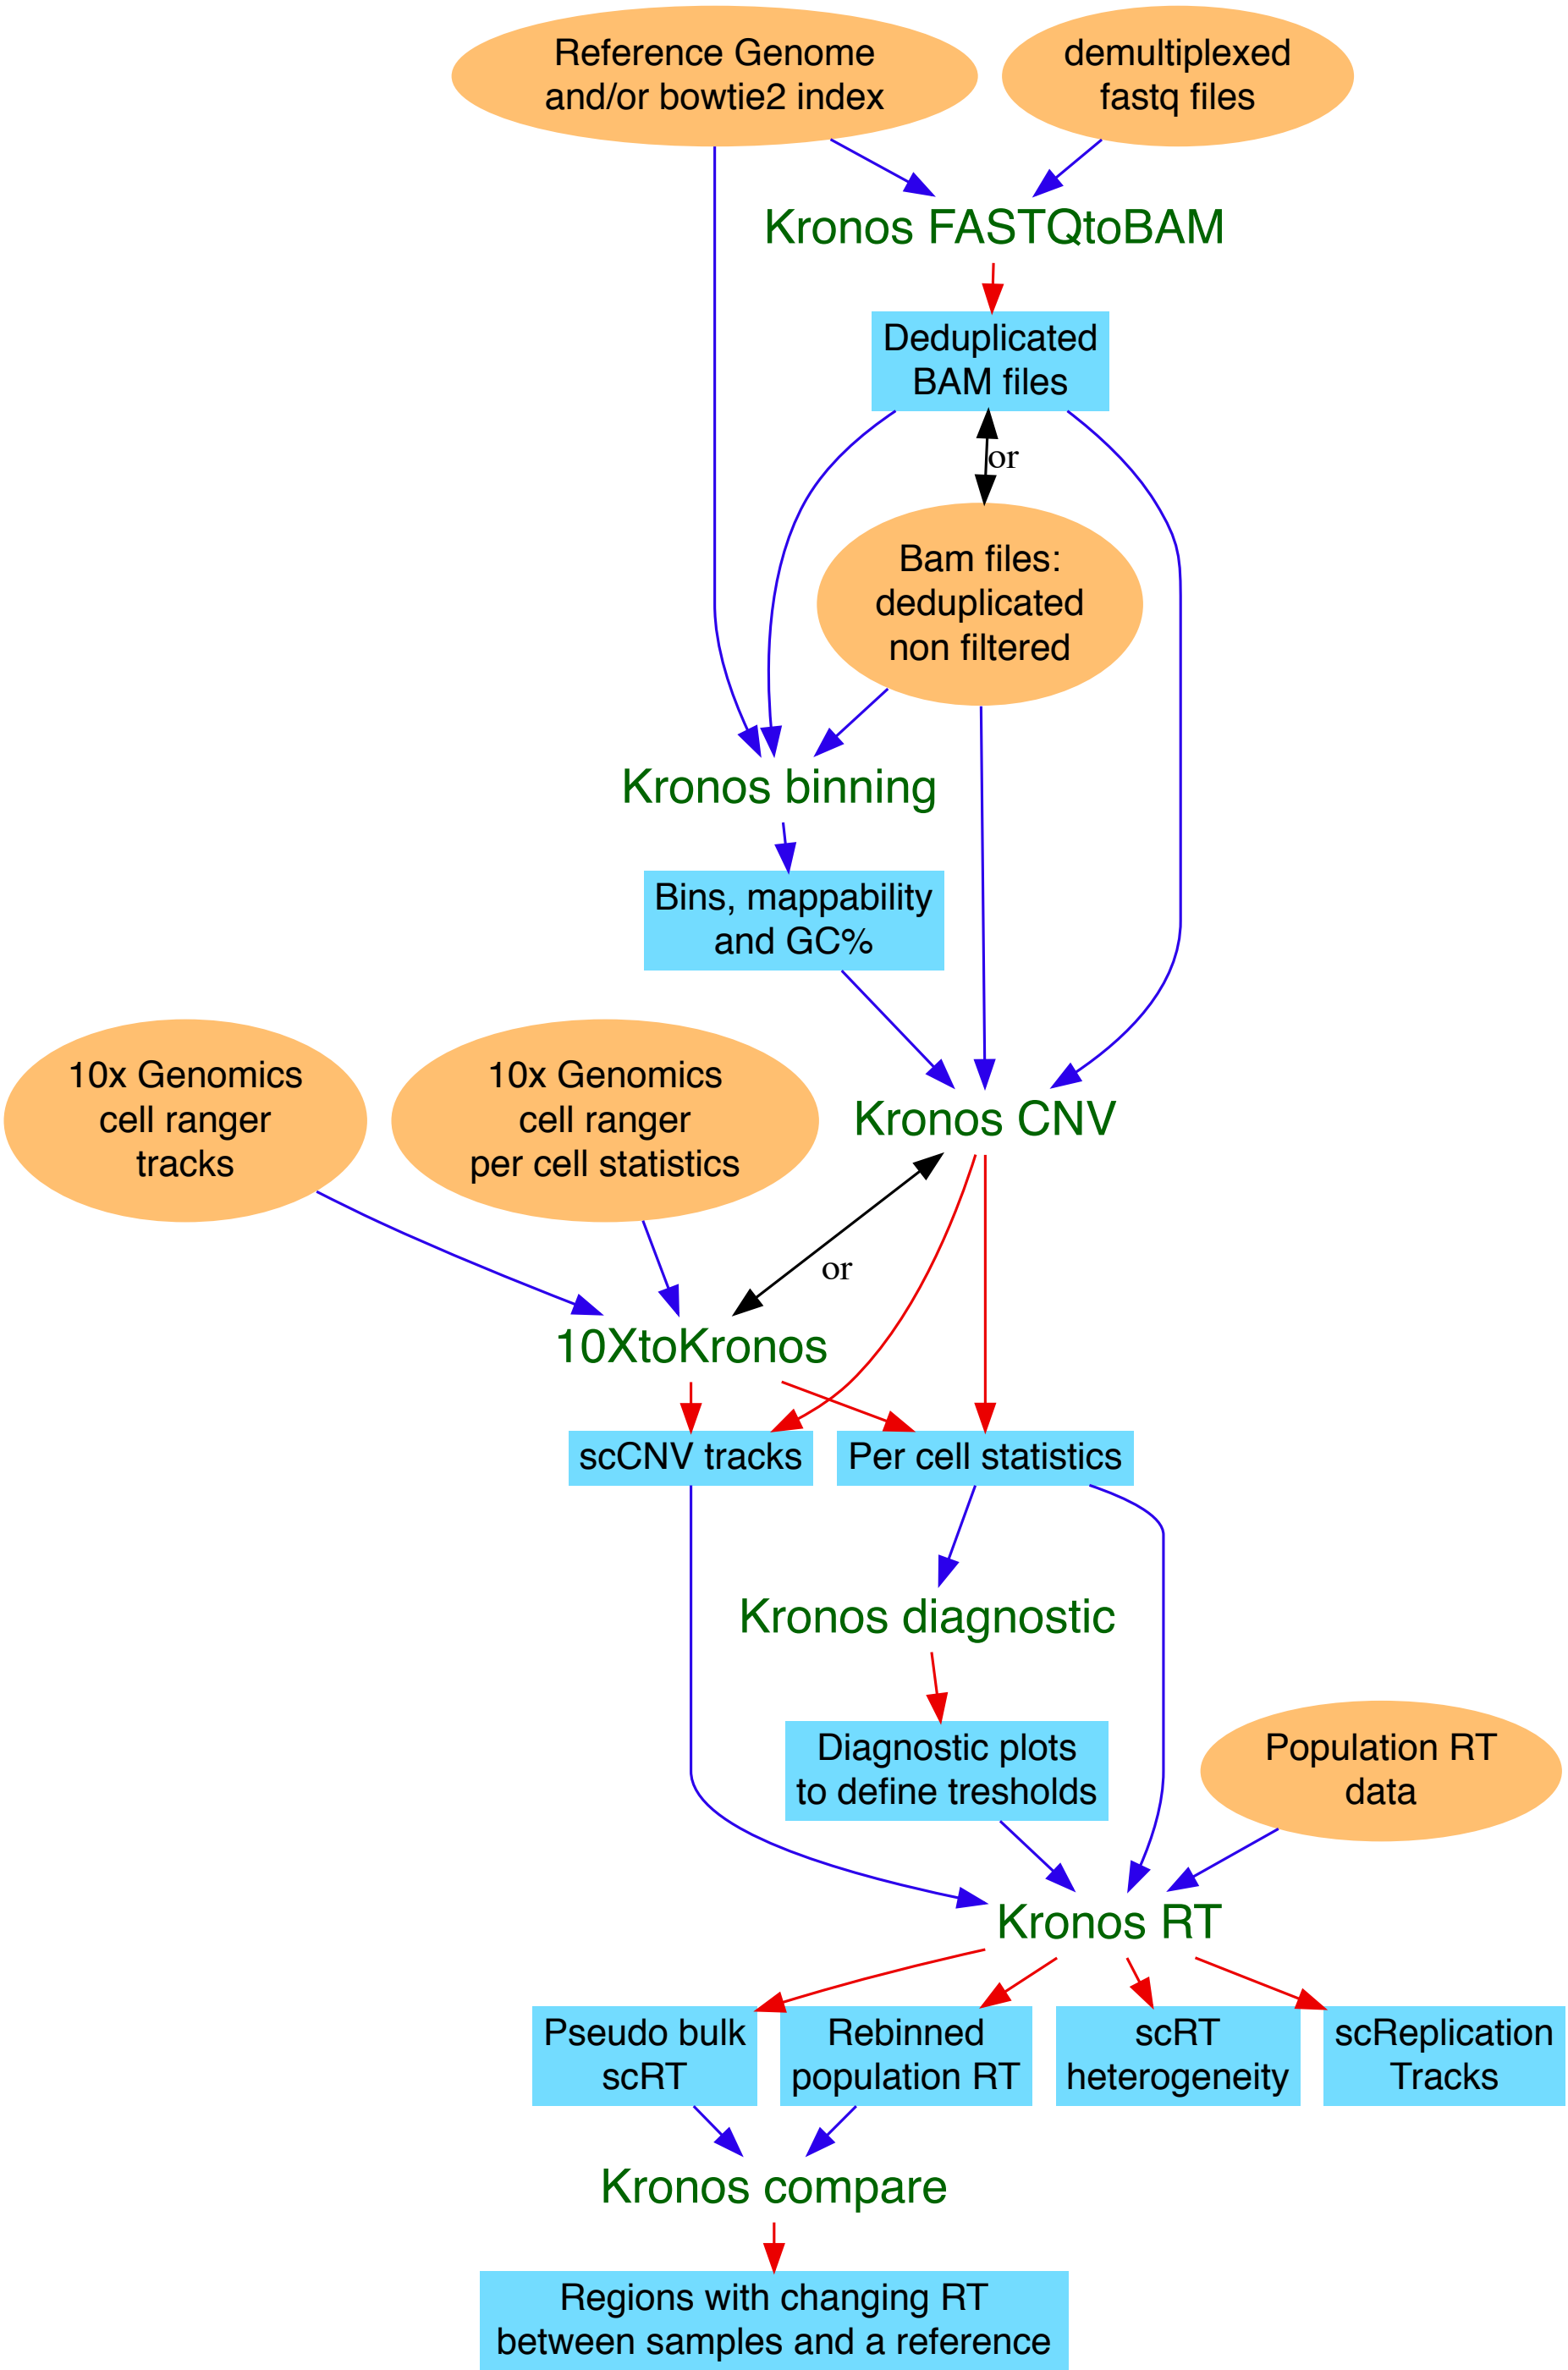 Reference Genome
and/or bowtie2 index
demultiplexed
fastq files
Kronos FASTQtoBAM
Deduplicated
BAM files
or
Bam files:
deduplicated
non filtered
Kronos binning
Bins, mappability
and GC%
10x Genomics
cell ranger
tracks
10x Genomics
cell ranger
per cell statistics
Kronos CNV
or
10XtoKronos
scCNV tracks
Per cell statistics
Kronos diagnostic
Diagnostic plots
to define tresholds
Population RT
data
Kronos RT
Pseudo bulk
scRT
Rebinned
population RT
scRT
heterogeneity
scReplication
Tracks
Kronos compare
Regions with changing RT
between samples and a reference